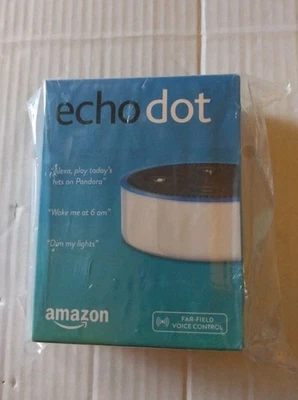 echo dot
"Alexa, play today's
hits on Pandora"
"Wake me at 6 am"
"Dim my lights"
amazon
FAR-FIELD
VOICE CONTROL